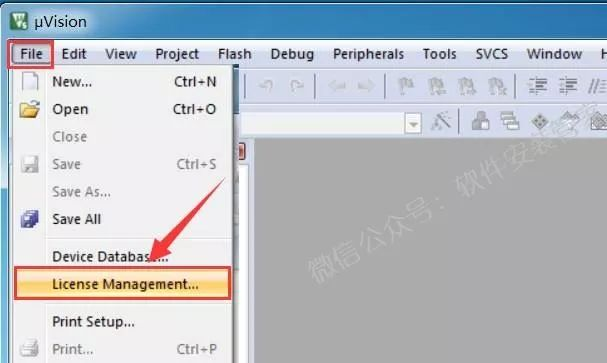 µVision
File Edit View Project Flash Debug Peripherals Tools SVCS Window H
New... Ctrl+N
Open Ctrl+O
Close
Save Ctrl+S
Save As...
Save All
Device Database...
License Management...
Print Setup...
Print... Ctrl+P
微信公众号：软件安装管家